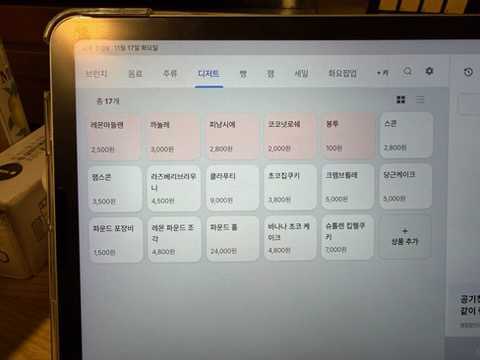 11월 17일 화요일
브런치 음료 주류 디저트 빵 잼 세일 화요팝업 + 카
총 17개
레몬마들렌 까눌레 휘낭시에 코코넛로쉐 봉투 스콘
2,500원 3,000원 2,800원 2,000원 100원 2,800원
잼스콘 라즈베리브라우니 클라푸티 초코칩쿠키 크렘브륄레 당근케이크
3,500원 4,500원 9,000원 3,800원 5,000원 5,000원
파운드 포장비 레몬 파운드 조각 파운드 홀 바나나 초코 케이크 슈톨렌 킵펠쿠키 + 상품 추가
1,500원 4,800원 24,000원 4,800원 7,000원
공기청
같이